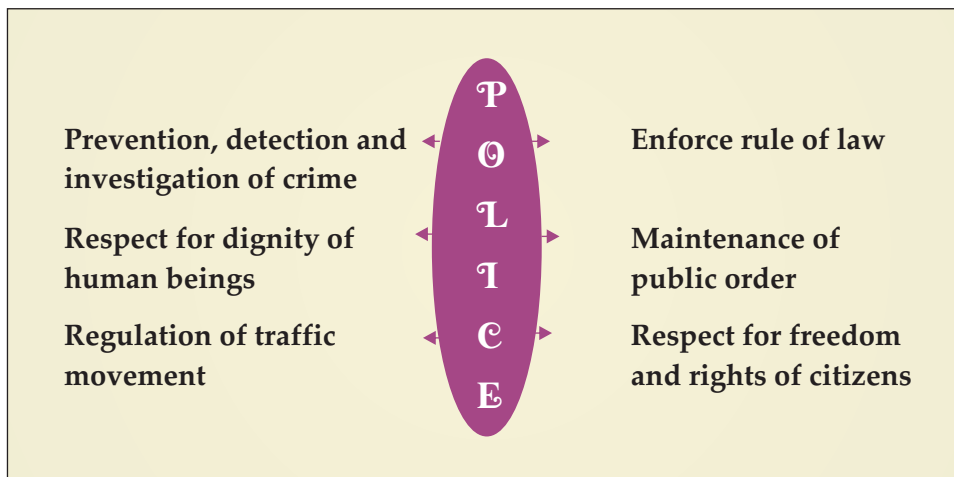 Prevention, detection and
investigation of crime
Respect for dignity of
human beings
Regulation of traffic
movement
P
O
L
I
C
E
Enforce rule of law
Maintenance of
public order
Respect for freedom
and rights of citizens